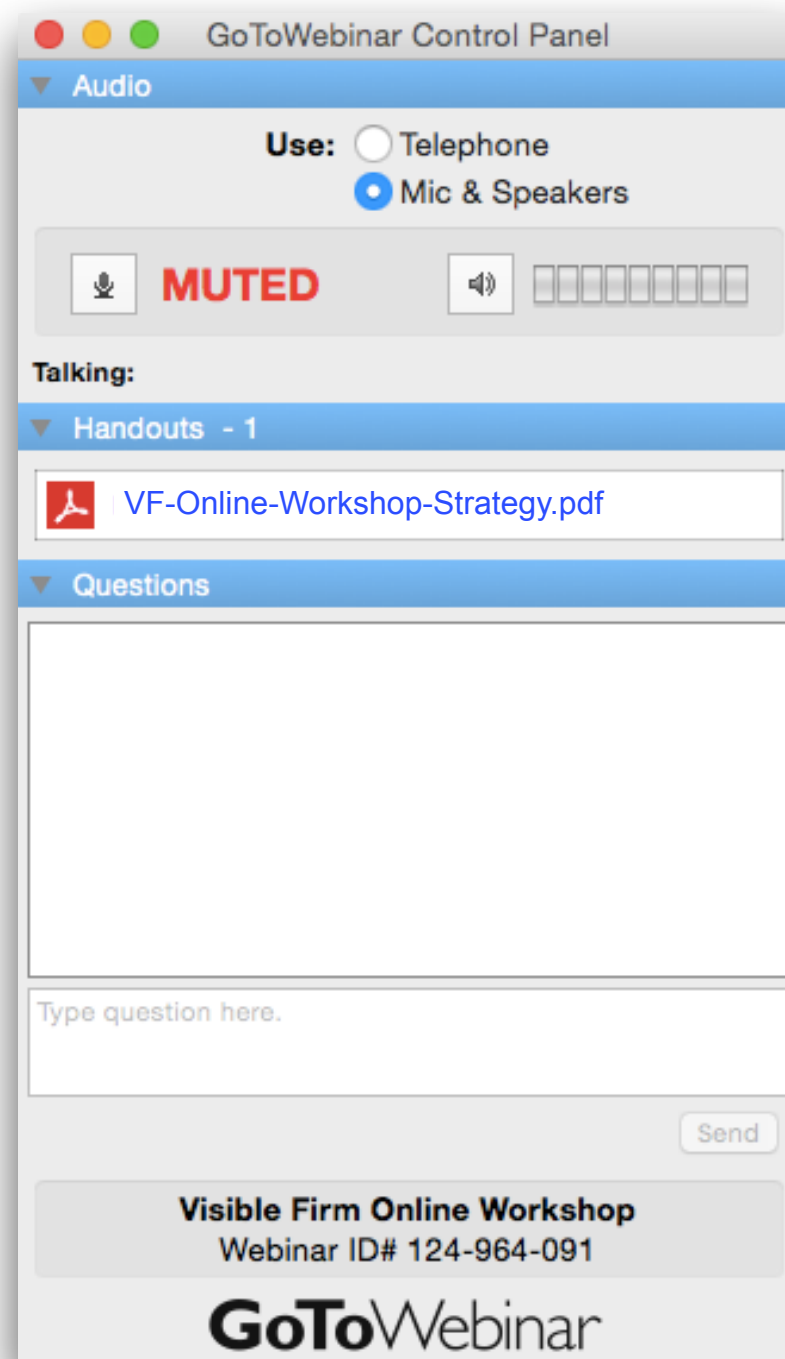 GoToWebinar Control Panel
Audio
Use: Telephone
Mic & Speakers
MUTED
Talking:
Handouts - 1
VF-Online-Workshop-Strategy.pdf
Questions
Type question here.
Send
Visible Firm Online Workshop
Webinar ID# 124-964-091
GoToWebinar